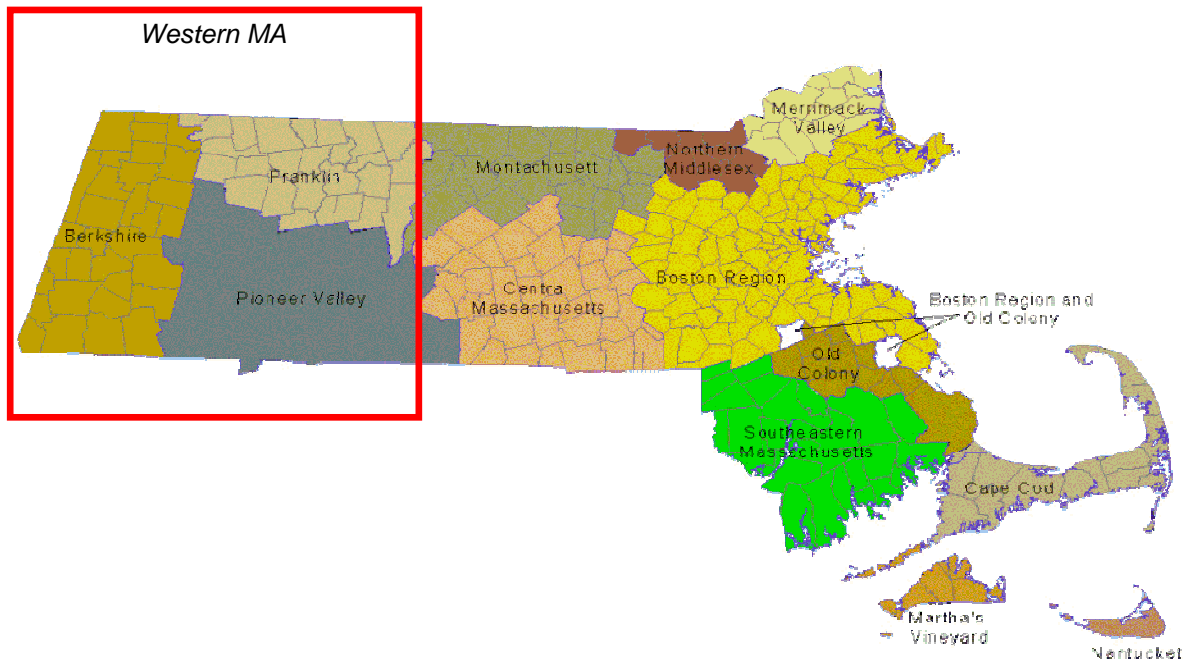 Western MA
Merrimack
Valley
Northern
Middlesex
Montachusett
Franklin
Berkshire
Pioneer Valley
Centra
Massachusetts
Boston Region
Boston Region and
Old Colony
Old
Colony
Southeastern
Massachusetts
Cape Cod
Martha's
Vineyard
Nantucket